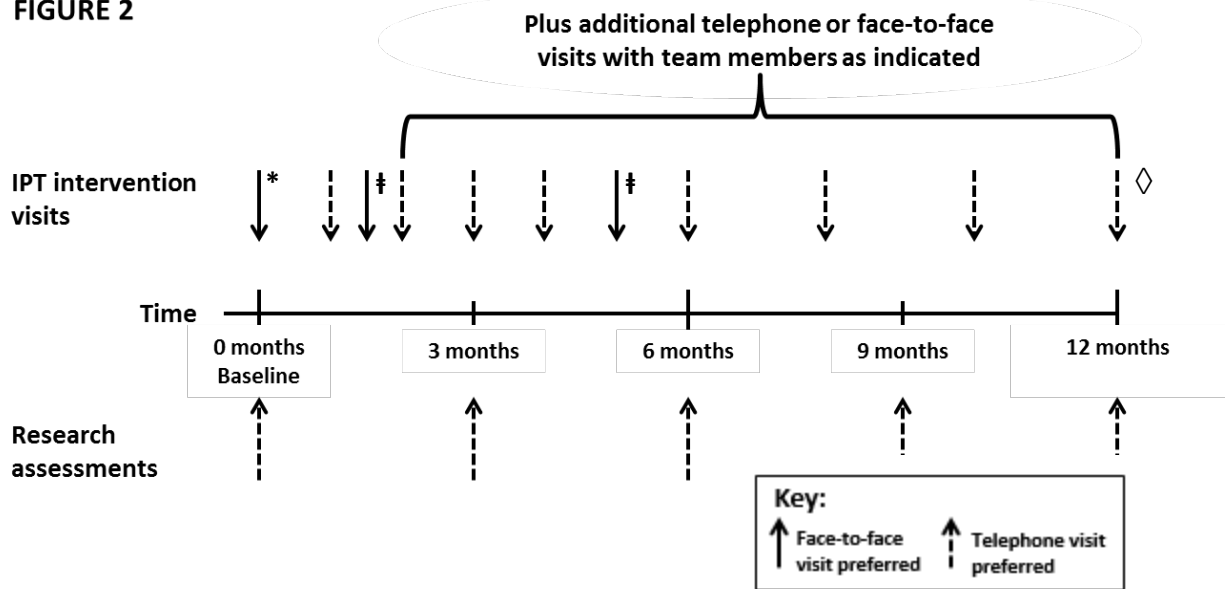 FIGURE 2
Plus additional telephone or face-to-face
visits with team members as indicated
IPT intervention
visits
*
ǂ
ǂ
◊
Time
0 months
Baseline
3 months
6 months
9 months
12 months
Research
assessments
Key:
Face-to-face
visit preferred
Telephone visit
preferred